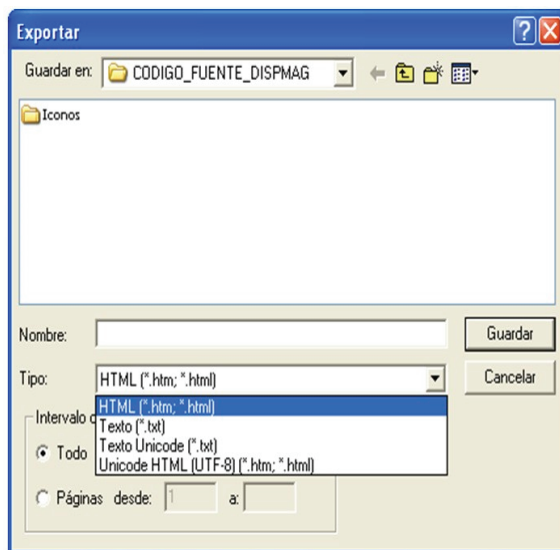 Exportar
Guardar en: CODIGO_FUENTE_DISPMAG
Iconos
Nombre: Guardar
Tipo: HTML (*.htm; *.html) Cancelar
HTML (*.htm; *.html)
Texto (*.txt)
Texto Unicode (*.txt)
Unicode HTML (UTF-8) (*.htm; *.html)
Intervalo
Todo
Páginas desde: 1 a: